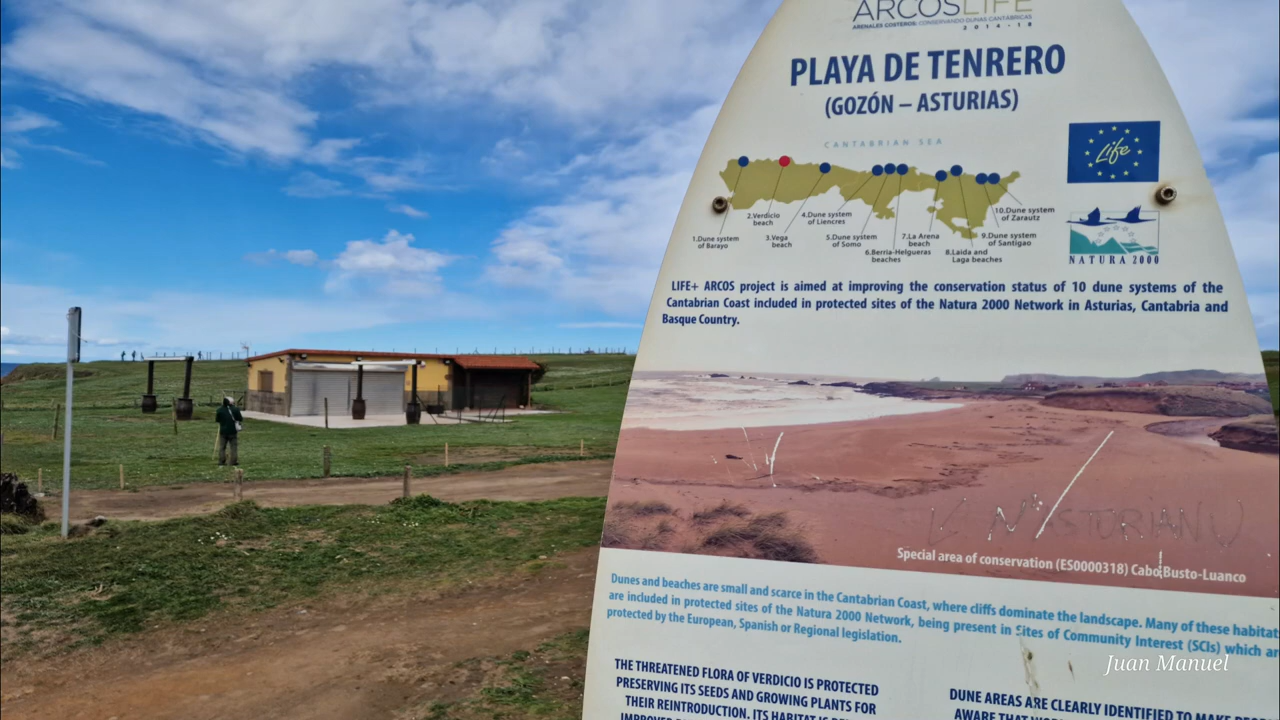 ARCOSLIFE
ARENALES COSTEROS: CONSERVANDO DUNAS CANTÁBRICAS
2014-18
PLAYA DE TENRERO
(GOZÓN – ASTURIAS)
CANTABRIAN SEA
Life
1.Dune system of Barayo
2.Verdicio beach
3.Vega beach
4.Dune system of Liencres
5.Dune system of Somo
6.Berria-Helgueras beaches
7.La Arena beach
8.Laida and Laga beaches
9.Dune system of Santigao
10.Dune system of Zarautz
NATURA 2000
LIFE+ ARCOS project is aimed at improving the conservation status of 10 dune systems of the
Cantabrian Coast included in protected sites of the Natura 2000 Network in Asturias, Cantabria and
Basque Country.
Special area of conservation (ES0000318) Cabo Busto-Luanco
Dunes and beaches are small and scarce in the Cantabrian Coast, where cliffs dominate the landscape. Many of these habitat
are included in protected sites of the Natura 2000 Network, being present in Sites of Community Interest (SCIs) which ar
protected by the European, Spanish or Regional legislation.
THE THREATENED FLORA OF VERDICIO IS PROTECTED
PRESERVING ITS SEEDS AND GROWING PLANTS FOR
THEIR REINTRODUCTION. ITS HABITAT IS
DUNE AREAS ARE CLEARLY IDENTIFIED TO MAKE
AWARE THAT
Juan Manuel